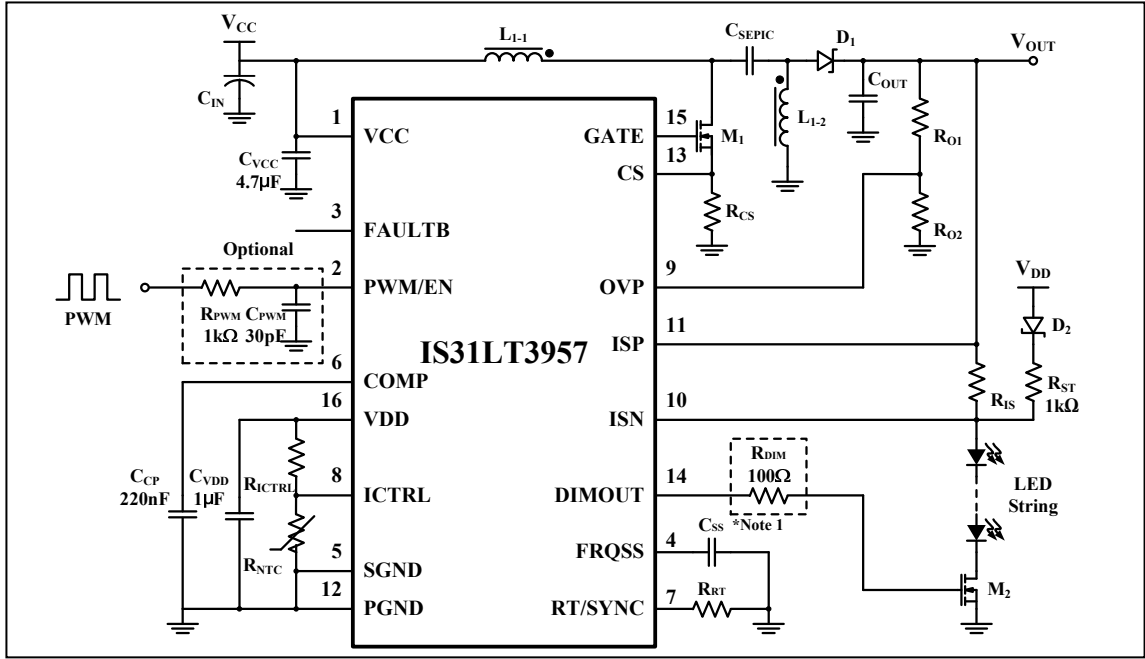 VCC
L1-1
CSEPIC
D1
VOUT
CIN
COUT
1
VCC
GATE
15
M1
L1-2
RO1
CVCC
4.7µF
CS
13
RCS
RO2
3
FAULTB
Optional
PWM
2
PWM/EN
RPWM
1kΩ
CPWM
30pF
OVP
9
VDD
D2
IS31LT3957
ISP
11
6
COMP
RIS
RST
1kΩ
16
VDD
ISN
10
CCP
220nF
CVDD
1µF
RICTRL
8
ICTRL
DIMOUT
14
RDIM
100Ω
*Note 1
LED
String
RNTC
5
SGND
FRQSS
4
CSS
12
PGND
RT/SYNC
7
RRT
M2